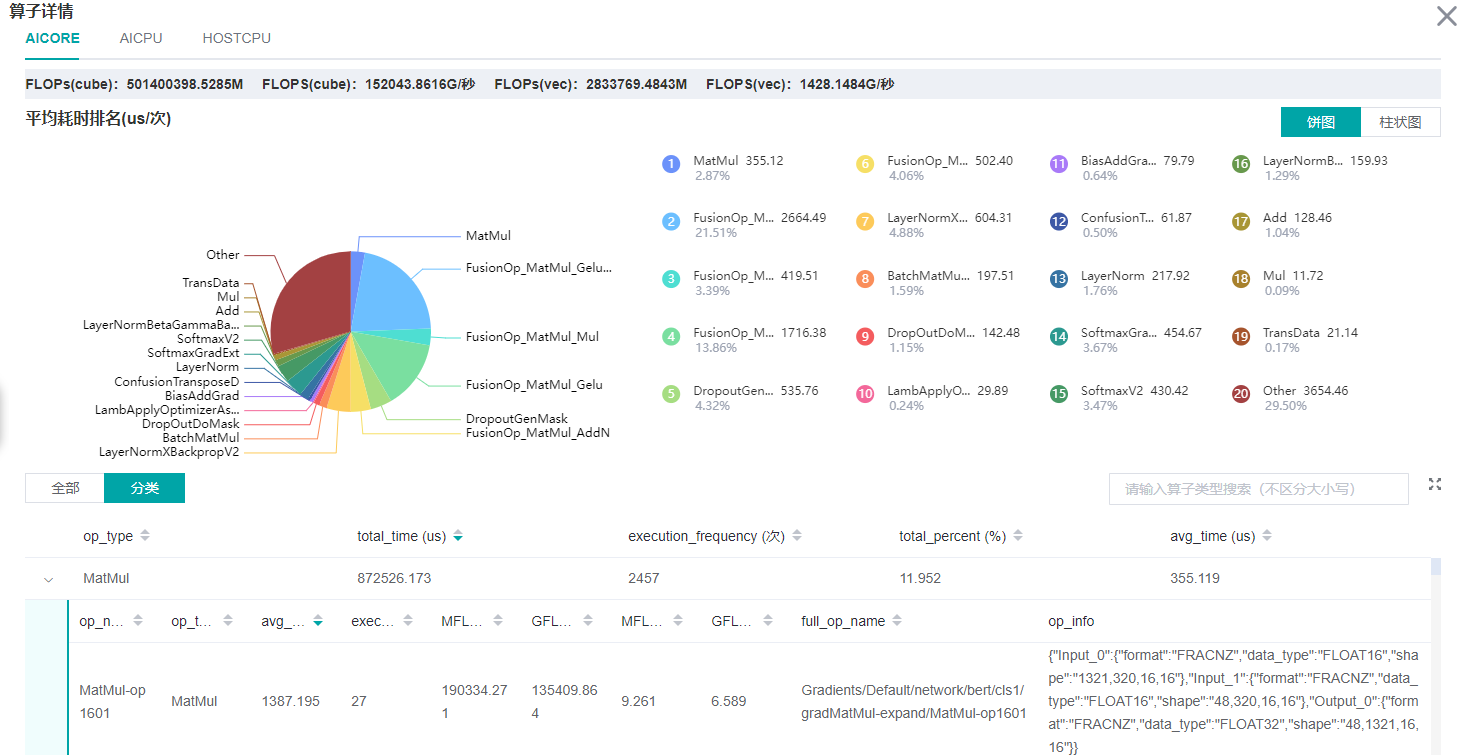 算子详情
AICORE AICPU HOSTCPU
FLOPs(cube)：501400398.5285M FLOPS(cube)：152043.8616G/秒 FLOPs(vec)：2833769.4843M FLOPS(vec)：1428.1484G/秒
平均耗时排名(us/次)
饼图 柱状图
MatMul
FusionOp_MatMul_Gelu...
FusionOp_MatMul_Mul
FusionOp_MatMul_Gelu
DropoutGenMask
FusionOp_MatMul_AddN
Other
TransData
Mul
Add
LayerNormBetaGammaBa...
SoftmaxV2
SoftmaxGradExt
LayerNorm
ConfusionTransposeD
BiasAddGrad
LambApplyOptimizerAs...
DropOutDoMask
BatchMatMul
LayerNormXBackpropV2
1 MatMul 355.12
2.87%
2 FusionOp_M... 2664.49
21.51%
3 FusionOp_M... 419.51
3.39%
4 FusionOp_M... 1716.38
13.86%
5 DropoutGen... 535.76
4.32%
6 FusionOp_M... 502.40
4.06%
7 LayerNormX... 604.31
4.88%
8 BatchMatMu... 197.51
1.59%
9 DropOutDoM... 142.48
1.15%
10 LambApplyO... 29.89
0.24%
11 BiasAddGra... 79.79
0.64%
12 ConfusionT... 61.87
0.50%
13 LayerNorm 217.92
1.76%
14 SoftmaxGra... 454.67
3.67%
15 SoftmaxV2 430.42
3.47%
16 LayerNormB... 159.93
1.29%
17 Add 128.46
1.04%
18 Mul 11.72
0.09%
19 TransData 21.14
0.17%
20 Other 3654.46
29.50%
全部 分类
请输入算子类型搜索（不区分大小写）
op_type total_time (us) execution_frequency (次) total_percent (%) avg_time (us)
MatMul 872526.173 2457 11.952 355.119
op_n... op_t... avg_... exec... MFL... GFL... MFL... GFL... full_op_name op_info
MatMul-op
1601
MatMul
1387.195
27
190334.27
1
135409.86
4
9.261
6.589
Gradients/Default/network/bert/cls1/
gradMatMul-expand/MatMul-op1601
{"Input_0":{"format":"FRACNZ","data_type":"FLOAT16","sha
pe":"1321,320,16,16"},"Input_1":{"format":"FRACNZ","data_
type":"FLOAT16","shape":"48,320,16,16"},"Output_0":{"for
mat":"FRACNZ","data_type":"FLOAT32","shape":"48,1321,16,
16"}}